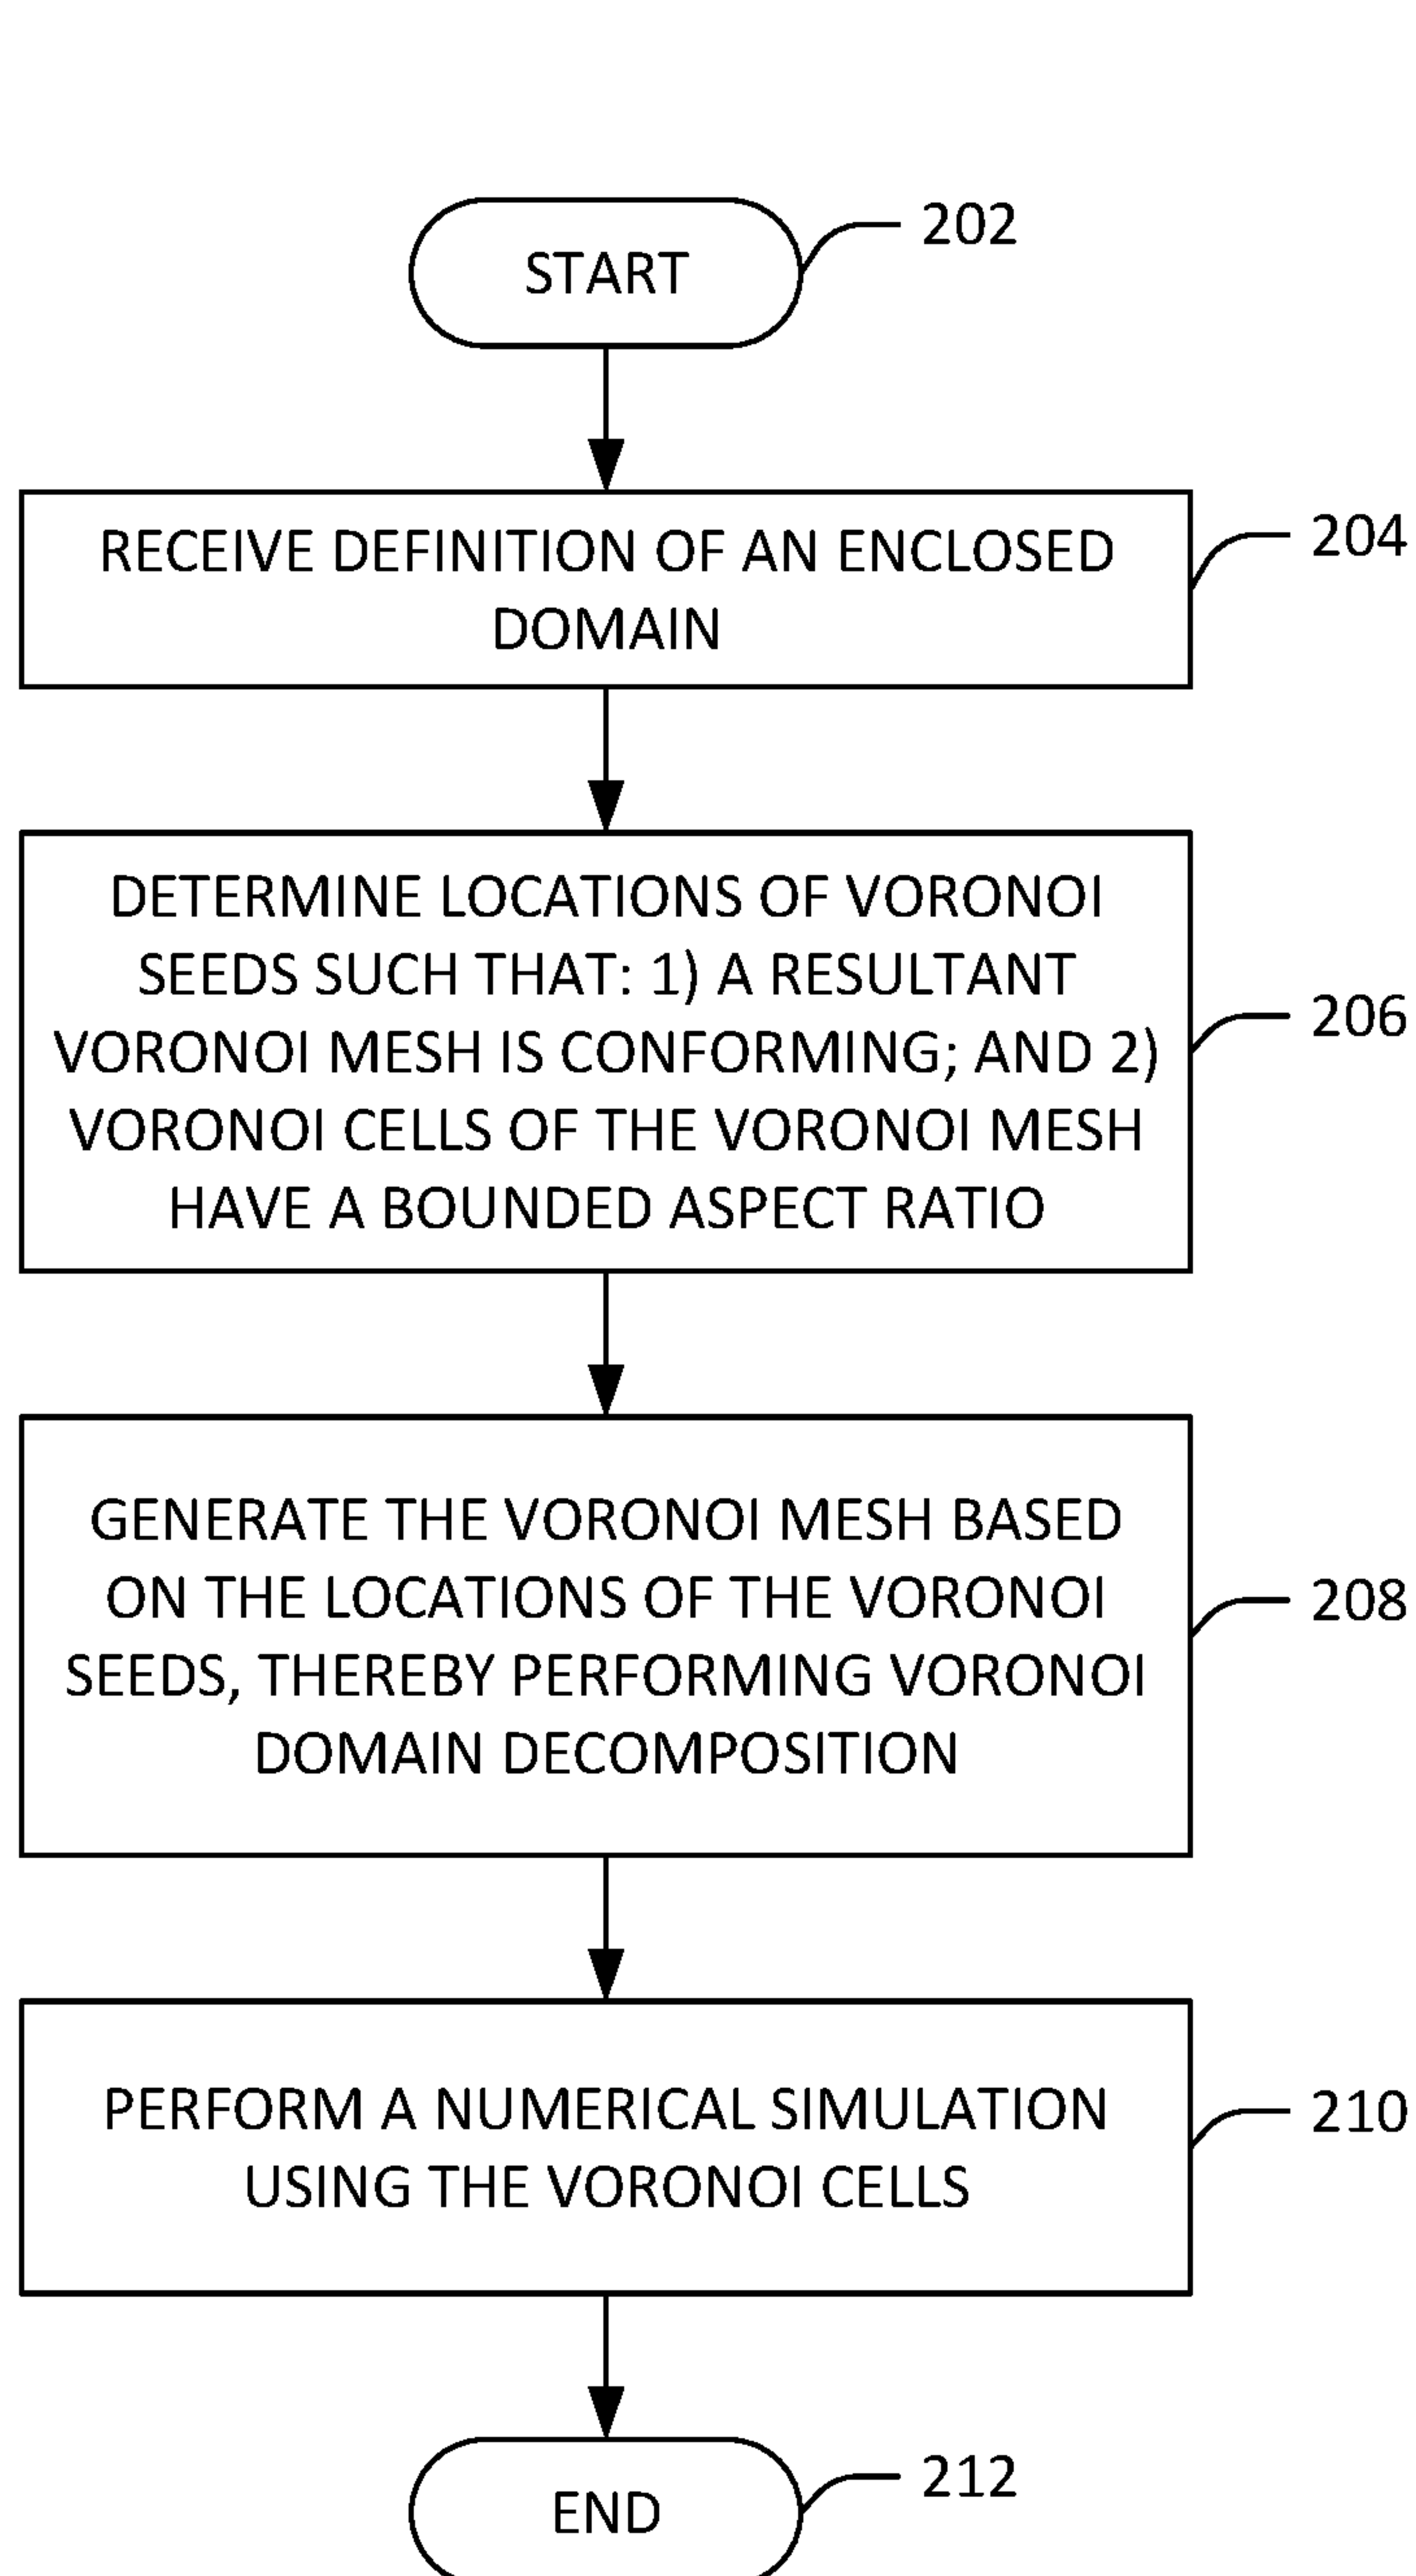 START
202
RECEIVE DEFINITION OF AN ENCLOSED
DOMAIN
204
DETERMINE LOCATIONS OF VORONOI
SEEDS SUCH THAT: 1) A RESULTANT
VORONOI MESH IS CONFORMING; AND 2)
VORONOI CELLS OF THE VORONOI MESH
HAVE A BOUNDED ASPECT RATIO
206
GENERATE THE VORONOI MESH BASED
ON THE LOCATIONS OF THE VORONOI
SEEDS, THEREBY PERFORMING VORONOI
DOMAIN DECOMPOSITION
208
PERFORM A NUMERICAL SIMULATION
USING THE VORONOI CELLS
210
END
212